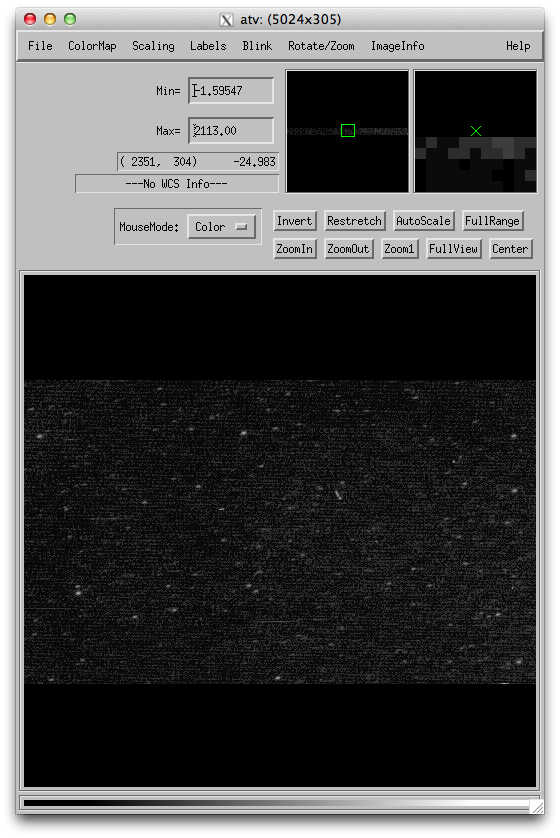 atv: (5024x305)
File ColorMap Scaling Labels Blink Rotate/Zoom ImageInfo Help
Min= -1.59547
Max= 2113.00
( 2351, 304) -24.983
---No WCS Info---
MouseMode: Color
Invert Restretch AutoScale FullRange
ZoomIn ZoomOut Zoom1 FullView Center